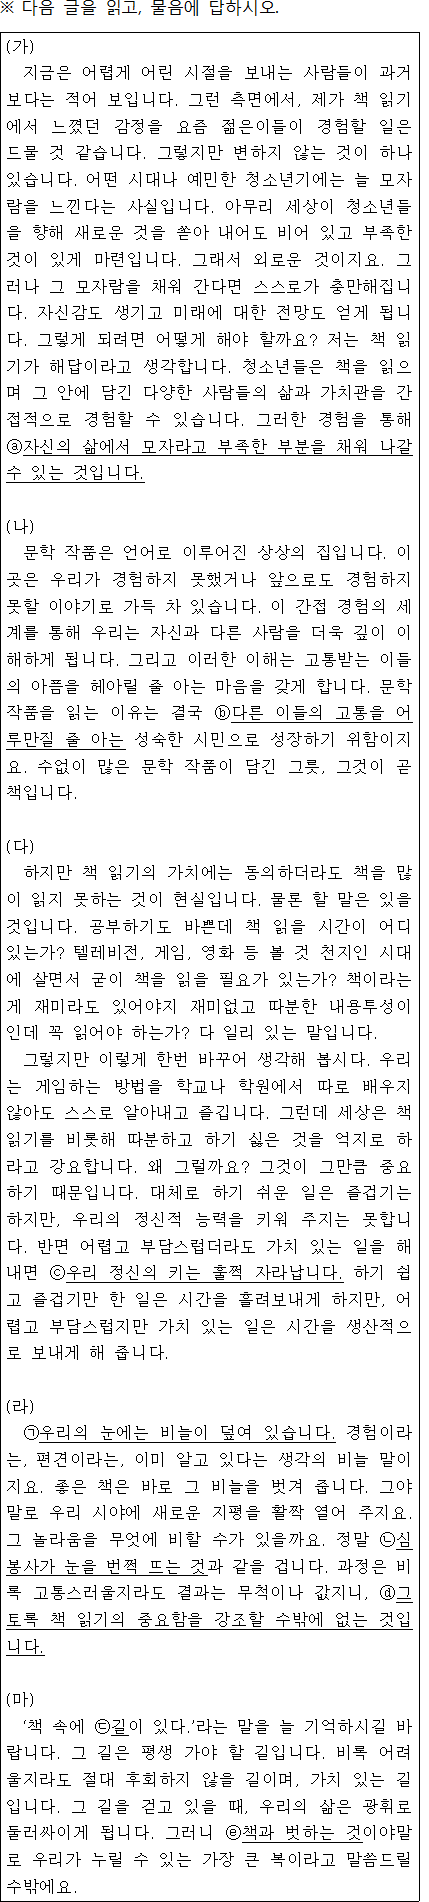 ※ 다음 글을 읽고, 물음에 답하시오.
(가)
지금은 어렵게 어린 시절을 보내는 사람들이 과거
보다는 적어 보입니다. 그런 측면에서, 제가 책 읽기
에서 느꼈던 감정을 요즘 젊은이들이 경험할 일은
드물 것 같습니다. 그렇지만 변하지 않는 것이 하나
있습니다. 어떤 시대나 예민한 청소년기에는 늘 모자
람을 느낀다는 사실입니다. 아무리 세상이 청소년들
을 향해 새로운 것을 쏟아 내어도 비어 있고 부족한
것이 있게 마련입니다. 그래서 외로운 것이지요. 그
러나 그 모자람을 채워 간다면 스스로가 충만해집니
다. 자신감도 생기고 미래에 대한 전망도 얻게 됩니
다. 그렇게 되려면 어떻게 해야 할까요? 저는 책 읽
기가 해답이라고 생각합니다. 청소년들은 책을 읽으
며 그 안에 담긴 다양한 사람들의 삶과 가치관을 간
접적으로 경험할 수 있습니다. 그러한 경험을 통해
ⓐ자신의 삶에서 모자라고 부족한 부분을 채워 나갈
수 있는 것입니다.
(나)
문학 작품은 언어로 이루어진 상상의 집입니다. 이
곳은 우리가 경험하지 못했거나 앞으로도 경험하지
못할 이야기로 가득 차 있습니다. 이 간접 경험의 세
계를 통해 우리는 자신과 다른 사람을 더욱 깊이 이
해하게 됩니다. 그리고 이러한 이해는 고통받는 이들
의 아픔을 헤아릴 줄 아는 마음을 갖게 합니다. 문학
작품을 읽는 이유는 결국 ⓑ다른 이들의 고통을 어
루만질 줄 아는 성숙한 시민으로 성장하기 위함이지
요. 수없이 많은 문학 작품이 담긴 그릇, 그것이 곧
책입니다.
(다)
하지만 책 읽기의 가치에는 동의하더라도 책을 많
이 읽지 못하는 것이 현실입니다. 물론 할 말은 있을
것입니다. 공부하기도 바쁜데 책 읽을 시간이 어디
있는가? 텔레비전, 게임, 영화 등 볼 것 천지인 시대
에 살면서 굳이 책을 읽을 필요가 있는가? 책이라는
게 재미라도 있어야지 재미없고 따분한 내용투성이
인데 꼭 읽어야 하는가? 다 일리 있는 말입니다.
그렇지만 이렇게 한번 바꾸어 생각해 봅시다. 우리
는 게임하는 방법을 학교나 학원에서 따로 배우지
않아도 스스로 알아내고 즐깁니다. 그런데 세상은 책
읽기를 비롯해 따분하고 하기 싫은 것을 억지로 하
라고 강요합니다. 왜 그럴까요? 그것이 그만큼 중요
하기 때문입니다. 대체로 하기 쉬운 일은 즐겁기는
하지만, 우리의 정신적 능력을 키워 주지는 못합니
다. 반면 어렵고 부담스럽더라도 가치 있는 일을 해
내면 ⓒ우리 정신의 키는 훌쩍 자라납니다. 하기 쉽
고 즐겁기만 한 일은 시간을 흘려보내게 하지만, 어
렵고 부담스럽지만 가치 있는 일은 시간을 생산적으
로 보내게 해 줍니다.
(라)
㉠우리의 눈에는 비늘이 덮여 있습니다. 경험이라
는, 편견이라는, 이미 알고 있다는 생각의 비늘 말이
지요. 좋은 책은 바로 그 비늘을 벗겨 줍니다. 그야
말로 우리 시야에 새로운 지평을 활짝 열어 주지요.
그 놀라움을 무엇에 비할 수가 있을까요. 정말 ㉡심
봉사가 눈을 번쩍 뜨는 것과 같을 겁니다. 과정은 비
록 고통스러울지라도 결과는 무척이나 값지니, ⓓ그
토록 책 읽기의 중요함을 강조할 수밖에 없는 것입
니다.
(마)
‘책 속에 ㉢길이 있다.’라는 말을 늘 기억하시길 바
랍니다. 그 길은 평생 가야 할 길입니다. 비록 어려
울지라도 절대 후회하지 않을 길이며, 가치 있는 길
입니다. 그 길을 걷고 있을 때, 우리의 삶은 광휘로
둘러싸이게 됩니다. 그러니 ⓔ책과 벗하는 것이야말
로 우리가 누릴 수 있는 가장 큰 복이라고 말씀드릴
수밖에요.